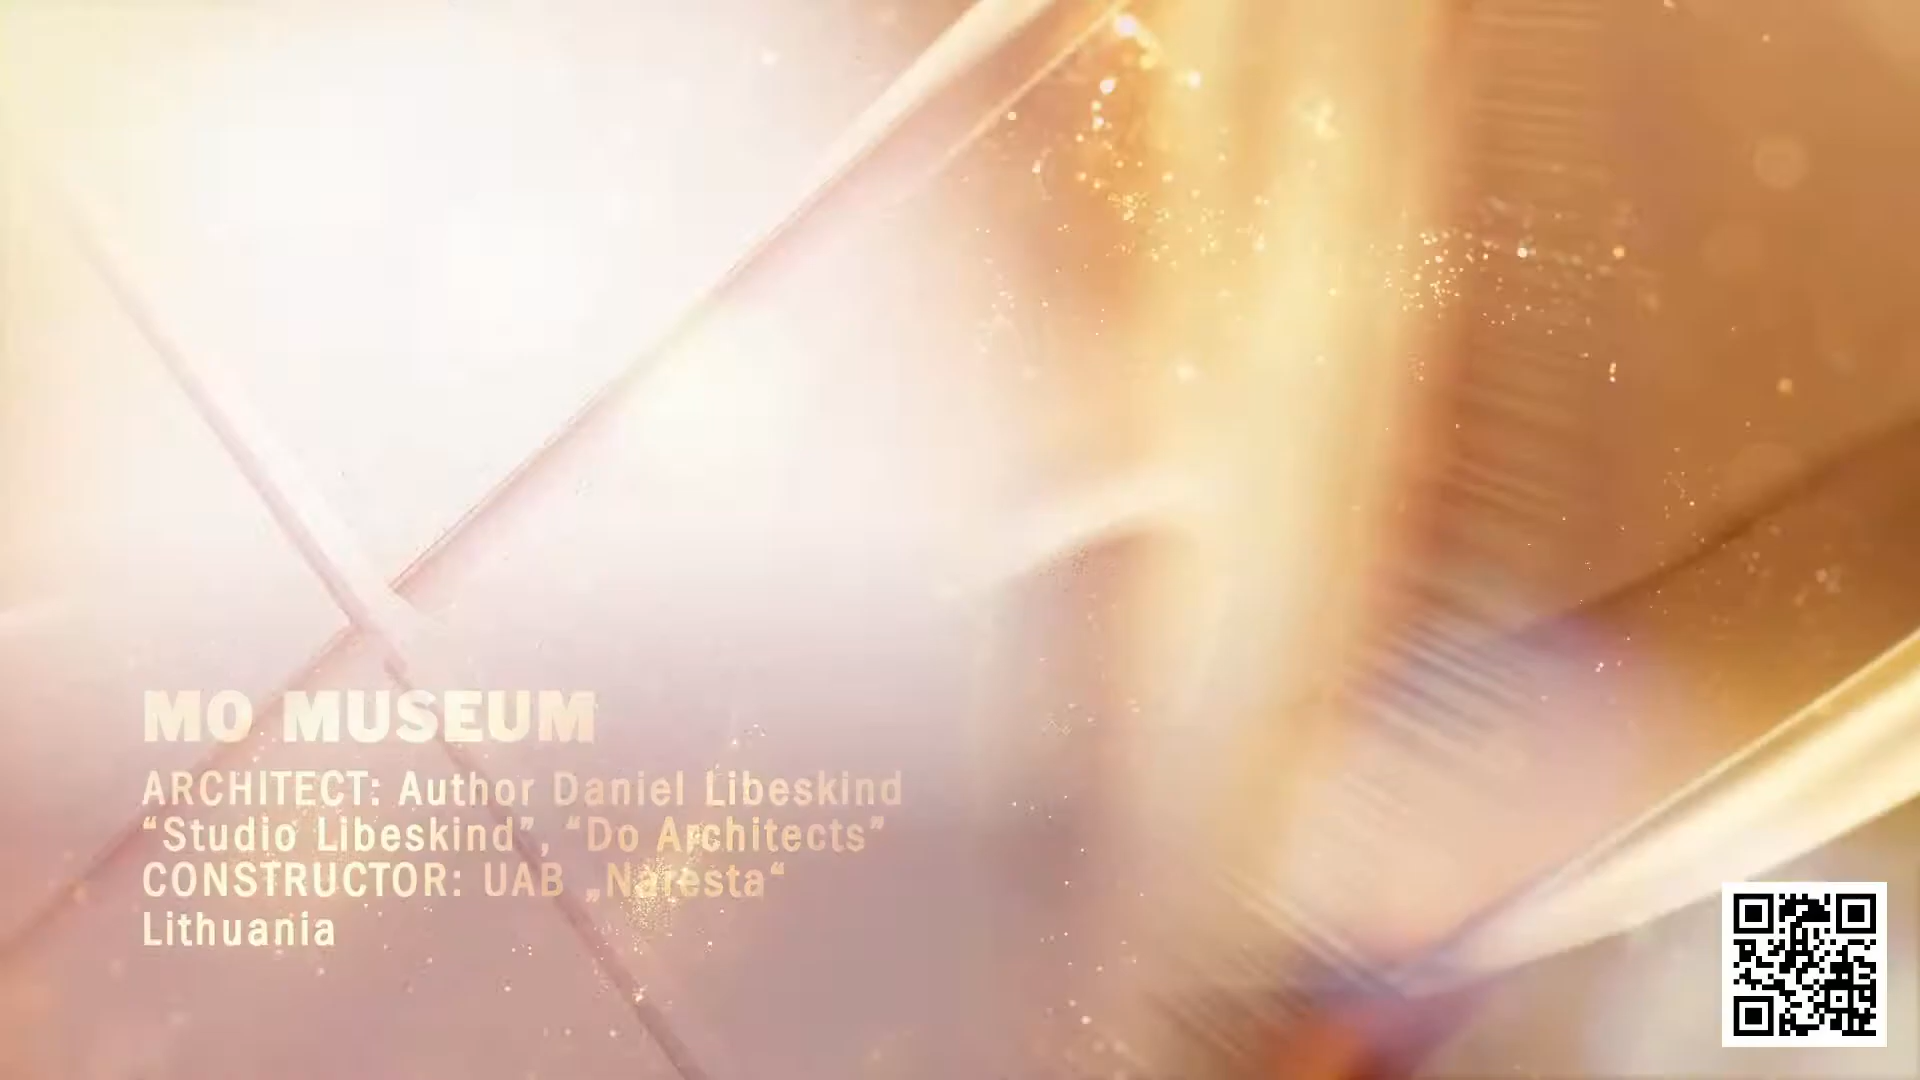 MO MUSEUM
ARCHITECT: Author Daniel Libeskind
“Studio Libeskind”, “Do Architects”
CONSTRUCTOR: UAB „Naresta“
Lithuania